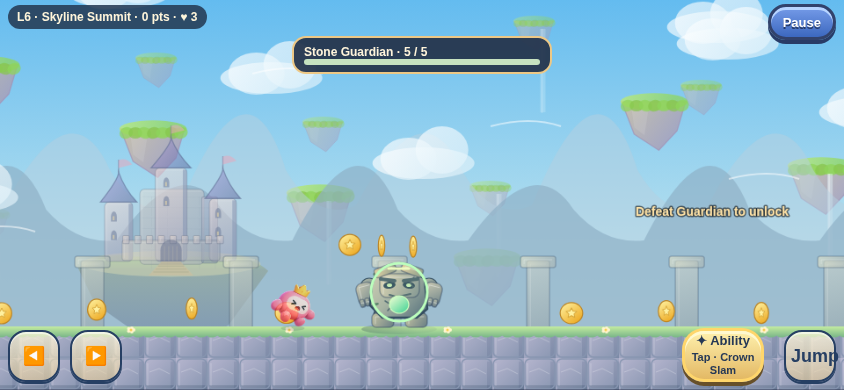 L6 · Skyline Summit · 0 pts · ♥ 3
Pause
Stone Guardian · 5 / 5
Defeat Guardian to unlock
✦ Ability
Tap · Crown
Slam
Jump